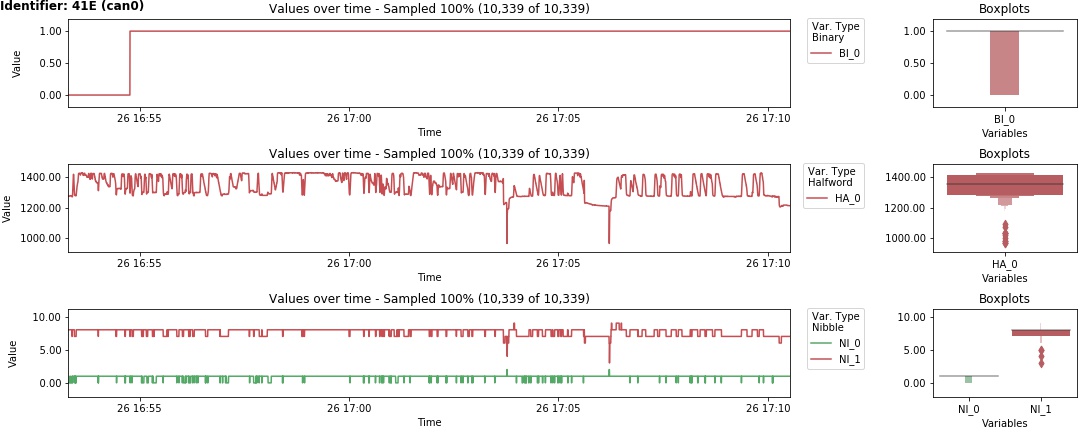 Identifier: 41E (can0)
Values over time - Sampled 100% (10,339 of 10,339)
Boxplots
Value
1.00
0.50
0.00
26 16:55
26 17:00
26 17:05
26 17:10
Time
Var. Type
Binary
BI_0
1.00
0.50
0.00
BI_0
Variables
Values over time - Sampled 100% (10,339 of 10,339)
Boxplots
Value
1400.00
1200.00
1000.00
26 16:55
26 17:00
26 17:05
26 17:10
Time
Var. Type
Halfword
HA_0
1400.00
1200.00
1000.00
HA_0
Variables
Values over time - Sampled 100% (10,339 of 10,339)
Boxplots
Value
10.00
5.00
0.00
26 16:55
26 17:00
26 17:05
26 17:10
Time
Var. Type
Nibble
NI_0
NI_1
10.00
5.00
0.00
NI_0
NI_1
Variables